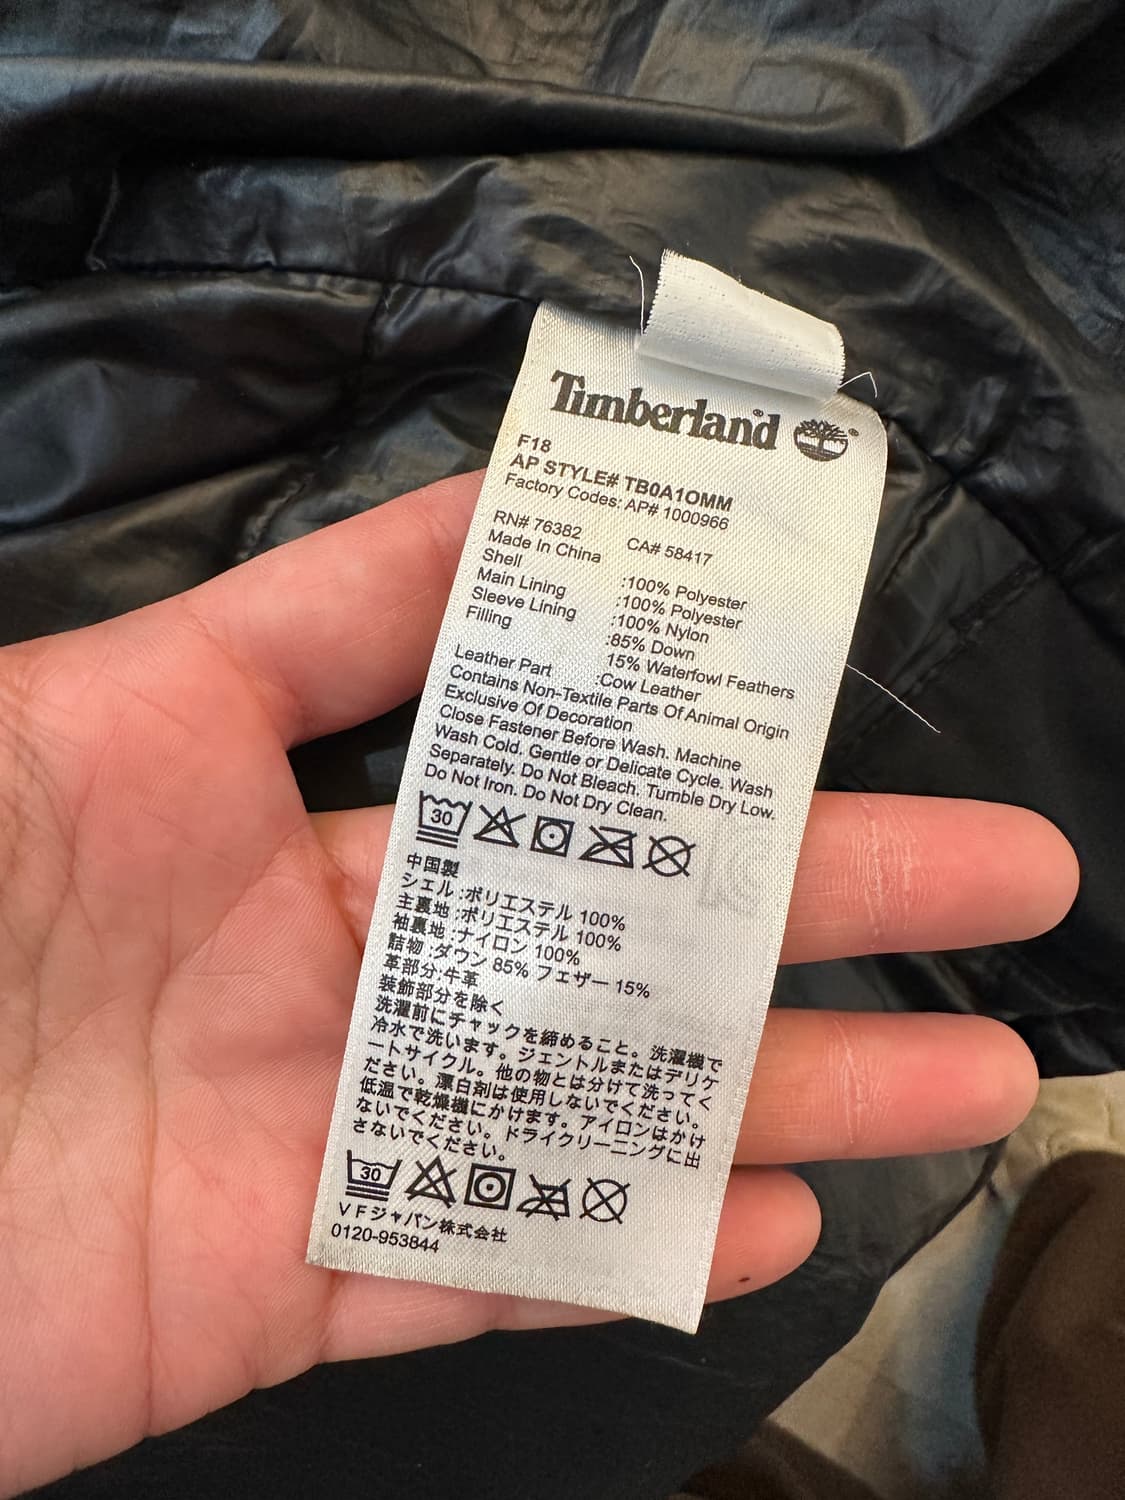 Timberland®
F18
AP STYLE# TB0A1OMM
Factory Codes: AP# 1000966
RN# 76382 CA# 58417
Made In China
Shell :100% Polyester
Main Lining :100% Polyester
Sleeve Lining :100% Nylon
Filling :85% Down
15% Waterfowl Feathers
Leather Part :Cow Leather
Contains Non-Textile Parts Of Animal Origin
Exclusive Of Decoration
Close Fastener Before Wash. Machine
Wash Cold. Gentle or Delicate Cycle. Wash
Separately. Do Not Bleach. Tumble Dry Low.
Do Not Iron. Do Not Dry Clean.
30
中国製
シェル :ポリエステル 100%
主裏地 :ポリエステル 100%
袖裏地 :ナイロン 100%
詰物 :ダウン 85% フェザー 15%
革部分:牛革
装飾部分を除く
洗濯前にチャックを締めること。洗濯機で
冷水で洗います。ジェントルまたはデリケ
ートサイクル。他の物とは分けて洗ってく
ださい。漂白剤は使用しないでください。
低温で乾燥機にかけます。アイロンはかけ
ないでください。ドライクリーニングに出
さないでください。
30
VFジャパン株式会社
0120-953844